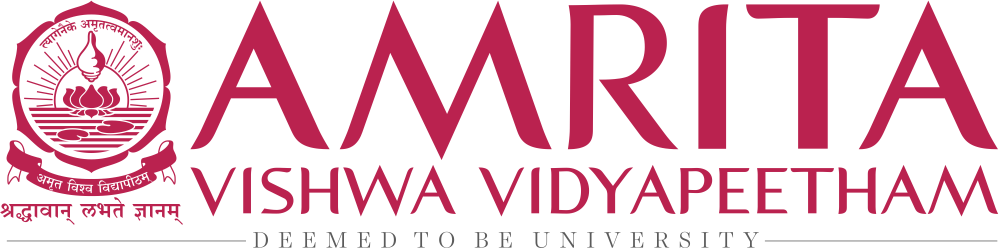 त्यागेनैके अमृतत्वमानशुः
अमृत विश्व विद्यापीठम्
श्रद्धावान् लभते ज्ञानम्
AMRITA
VISHWA VIDYAPEETHAM
DEEMED TO BE UNIVERSITY